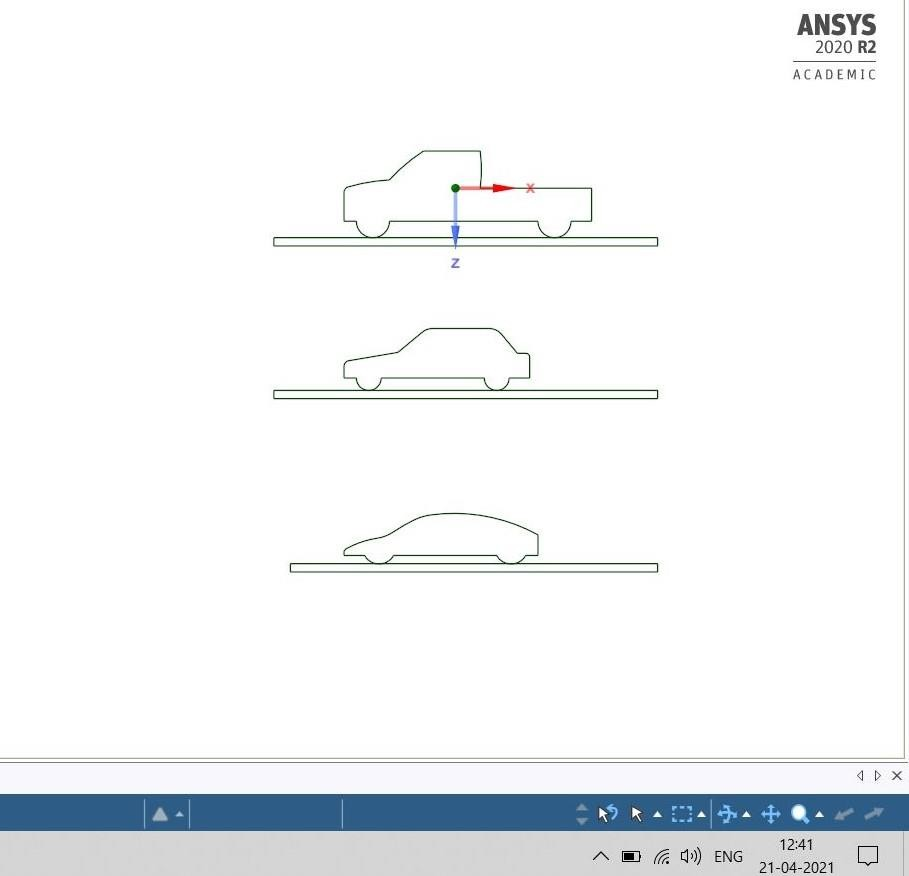 ANSYS
2020 R2
ACADEMIC
X
Z
ENG
12:41
21-04-2021